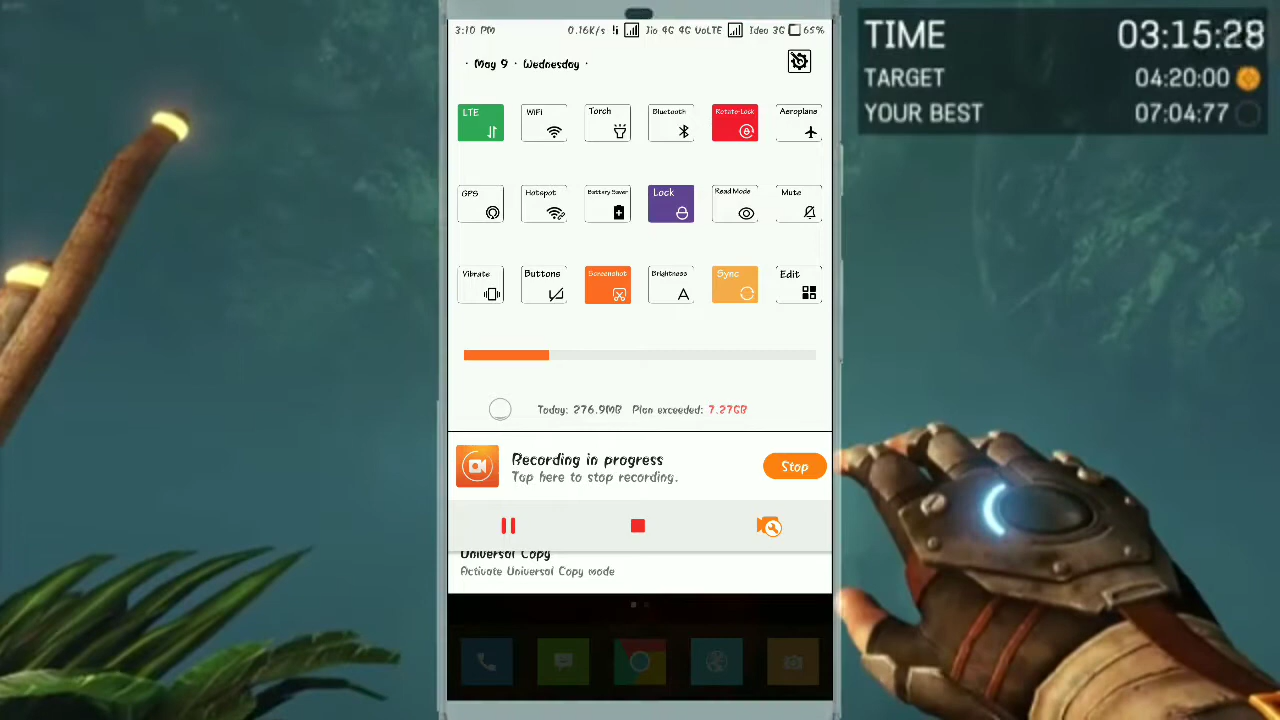 3:10 PM 0.16K/s Jio 4G 4G VoLTE Idea 3G 65%
· May 9 · Wednesday ·
LTE WiFi Torch Bluetooth Rotate-Lock Aeroplane
GPS Hotspot Battery Saver Lock Read Mode Mute
Vibrate Buttons Screenshot Brightness Sync Edit
Today: 276.9MB Plan exceeded: 7.27GB
Recording in progress
Tap here to stop recording.
Stop
Universal Copy
Activate Universal Copy mode
TIME 03:15:28
TARGET 04:20:00
YOUR BEST 07:04:77